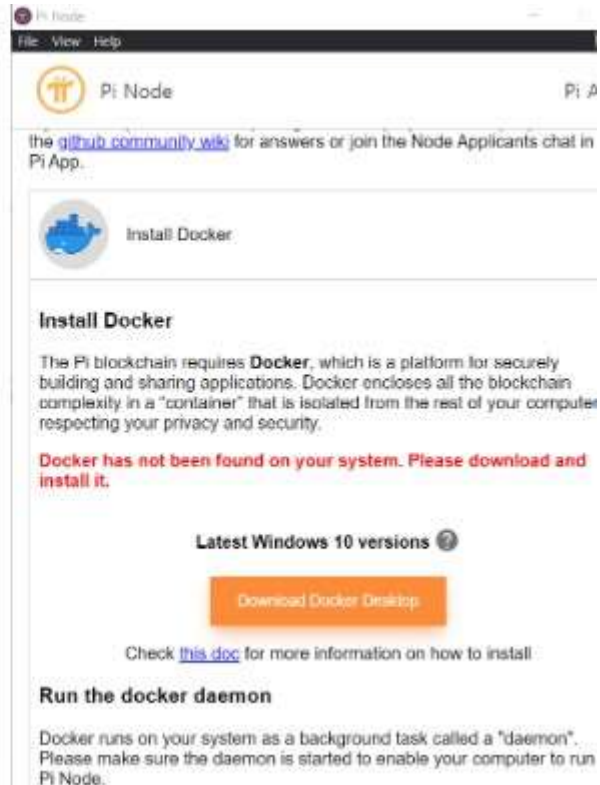 Pi Node
File View Help
Pi Node
Pi A
the github community wiki for answers or join the Node Applicants chat in
Pi App.
Install Docker
Install Docker
The Pi blockchain requires Docker, which is a platform for securely
building and sharing applications. Docker encloses all the blockchain
complexity in a "container" that is isolated from the rest of your computer
respecting your privacy and security.
Docker has not been found on your system. Please download and
install it.
Latest Windows 10 versions
Download Docker Desktop
Check this doc for more information on how to install
Run the docker daemon
Docker runs on your system as a background task called a "daemon".
Please make sure the daemon is started to enable your computer to run
Pi Node.